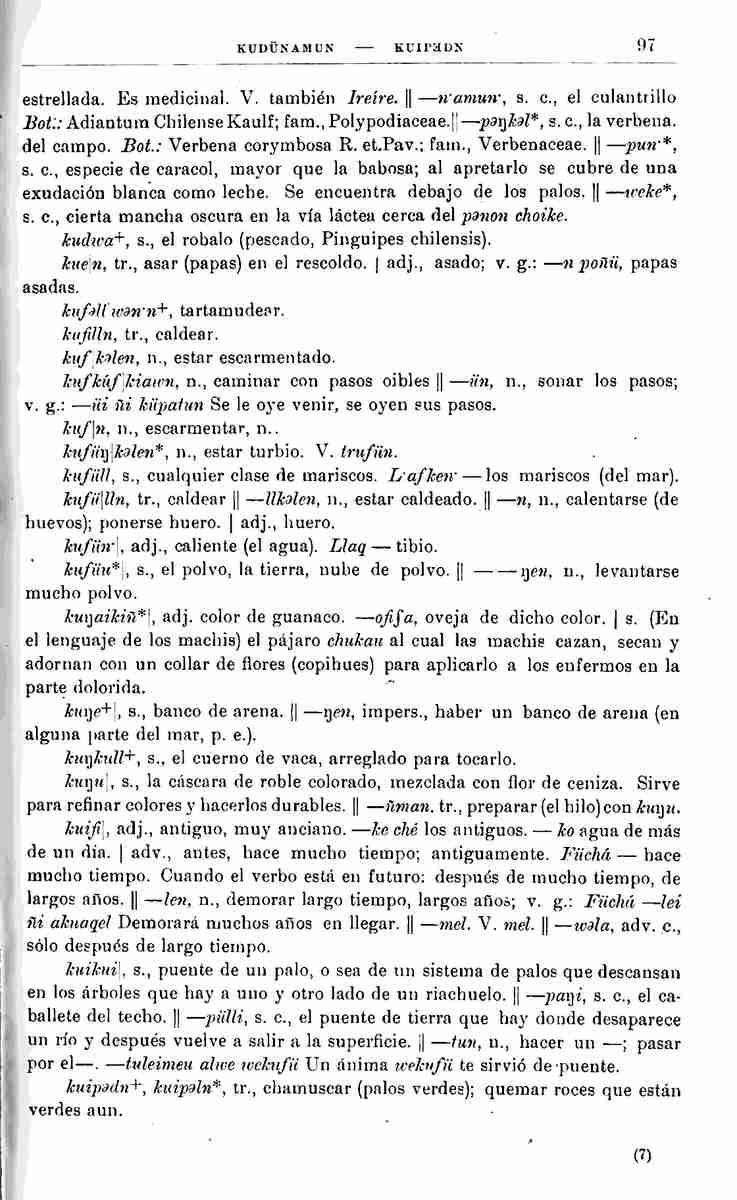 KUDÜNAMUN — KUIPƏDN 97
estrellada. Es medicinal. V. también Ireíre. || —n·amun·, s. c., el culantrillo
Bot.: Adiantum Chilense Kaulf; fam., Polypodiaceae. || —pəŋkəl*, s. c., la verbena.
del campo. Bot.: Verbena corymbosa R. et.Pav.; fam., Verbenaceae. || —pun·*,
s. c., especie de caracol, mayor que la babosa; al apretarlo se cubre de una
exudación blanca como leche. Se encuentra debajo de los palos. || —weke*,
s. c., cierta mancha oscura en la vía láctea cerca del pənon choike.
kudwa+, s., el robalo (pescado, Pinguipes chilensis).
kue|n, tr., asar (papas) en el rescoldo. | adj., asado; v. g.: —n poñü, papas
asadas.
kufəll'wən·n+, tartamudear.
kufilln, tr., caldear.
kuf|kəlen, n., estar escarmentado.
kufkúf|kiawn, n., caminar con pasos oibles || —ün, n., sonar los pasos;
v. g.: —üi ñi küpatun Se le oye venir, se oyen sus pasos.
kuf|n, n., escarmentar, n..
kufüŋ|kəlen*, n., estar turbio. V. trufün.
kufüll, s., cualquier clase de mariscos. L·afken· — los mariscos (del mar).
kufü|lln, tr., caldear || —llkəlen, n., estar caldeado. || —n, n., calentarse (de
huevos); ponerse huero. | adj., huero.
kufün·|, adj., caliente (el agua). Llaq — tibio.
kufüu*|, s., el polvo, la tierra, nube de polvo. || — — ŋen, n., levantarse
mucho polvo.
kuŋaikiñ*|, adj. color de guanaco. —ofisa, oveja de dicho color. | s. (En
el lenguaje de los machis) el pájaro chukau al cual las machis cazan, secan y
adornan con un collar de flores (copihues) para aplicarlo a los enfermos en la
parte dolorida.
kuŋe+|, s., banco de arena. || —ŋen, impers., haber un banco de arena (en
alguna parte del mar, p. e.).
kuŋkull+, s., el cuerno de vaca, arreglado para tocarlo.
kuŋu|, s., la cáscara de roble colorado, mezclada con flor de ceniza. Sirve
para refinar colores y hacerlos durables. || —ñman. tr., preparar (el hilo) con kuŋu.
kuifi|, adj., antiguo, muy anciano. —ke ché los antiguos. — ko agua de más
de un día. | adv., antes, hace mucho tiempo; antiguamente. Füchá — hace
mucho tiempo. Cuando el verbo está en futuro: después de mucho tiempo, de
largos años. || —len, n., demorar largo tiempo, largos años; v. g.: Füchá —lei
ñi aknaqel Demorará muchos años en llegar. || —mel. V. mel. || —wəla, adv. c.,
sólo después de largo tiempo.
kuikui|, s., puente de un palo, o sea de un sistema de palos que descansan
en los árboles que hay a uno y otro lado de un riachuelo. || —paŋi, s. c., el ca-
ballete del techo. || —pülli, s. c., el puente de tierra que hay donde desaparece
un río y después vuelve a salir a la superficie. || —tun, n., hacer un —; pasar
por el—. —tuleimeu alwe wekufü Un ánima wekufü te sirvió de puente.
kuipədn+, kuipəln*, tr., chamuscar (palos verdes); quemar roces que están
verdes aun.
(7)